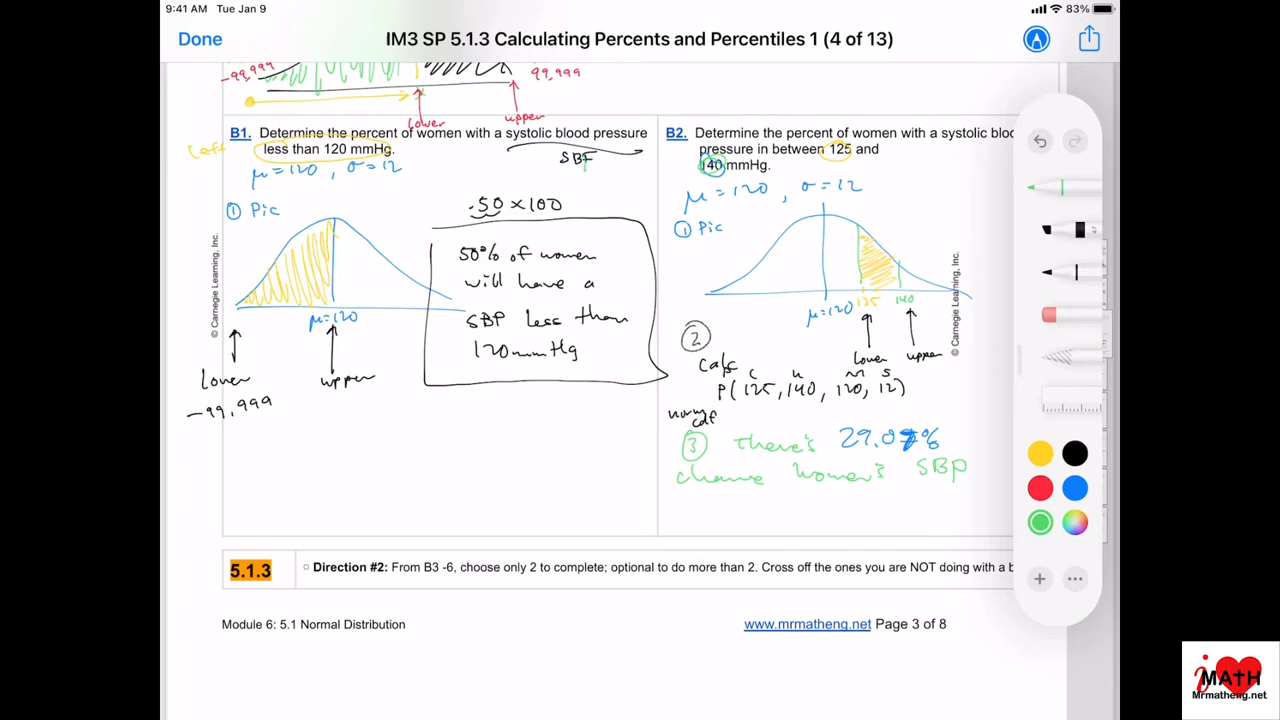 9:41 AM Tue Jan 9
83%
Done
IM3 SP 5.1.3 Calculating Percents and Percentiles 1 (4 of 13)
-99,999
99,999
lower
upper
B1. Determine the percent of women with a systolic blood pressure
less than 120 mmHg.
SBP
μ=120 , σ=12
① Pic
μ=120
lower
-99,999
upper
.50 x 100
50% of women
will have a
SBP less than
120mmHg
© Carnegie Learning, Inc.
B2. Determine the percent of women with a systolic bloo
pressure in between 125 and
140 mmHg.
μ=120 , σ=12
① Pic
μ=120
125
140
lower
upper
© Carnegie Learning, Inc.
②
Calc
L u m s
P(125,140, 120, 12)
norm
cdf
③ There's 29.0 %
chance women's SBP
5.1.3
○ Direction #2: From B3 -6, choose only 2 to complete; optional to do more than 2. Cross off the ones you are NOT doing with a b
Module 6: 5.1 Normal Distribution
www.mrmatheng.net Page 3 of 8
iMATH
Mrmatheng.net